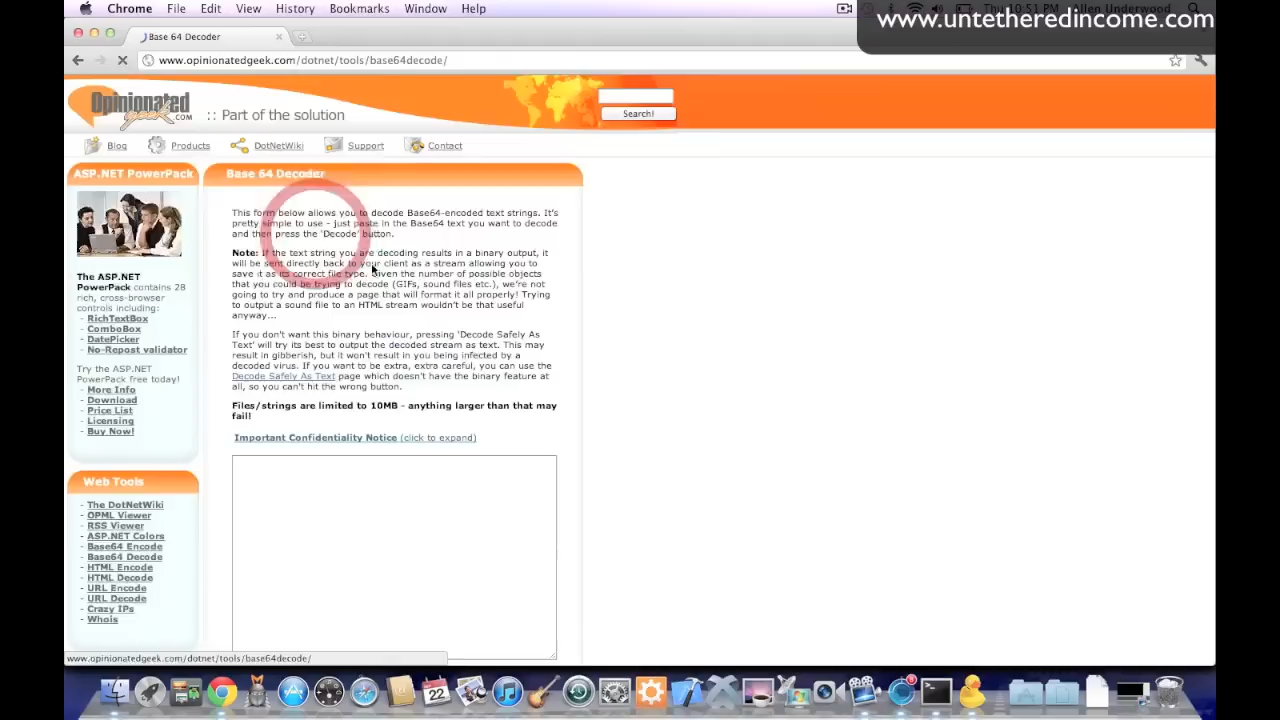 Chrome File Edit View History Bookmarks Window Help
Thu 10:51 PM Allen Underwood
www.untetheredincome.com
Base 64 Decoder
www.opinionatedgeek.com/dotnet/tools/base64decode/
Opinionated
geek
.COM
:: Part of the solution
Search!
Blog Products DotNetWiki Support Contact
ASP.NET PowerPack
The ASP.NET
PowerPack contains 28
rich, cross-browser
controls including:
- RichTextBox
- ComboBox
- DatePicker
- No-Repost validator
Try the ASP.NET
PowerPack free today!
- More Info
- Download
- Price List
- Licensing
- Buy Now!
Web Tools
- The DotNetWiki
- OPML Viewer
- RSS Viewer
- ASP.NET Colors
- Base64 Encode
- Base64 Decode
- HTML Encode
- HTML Decode
- URL Encode
- URL Decode
- Crazy IPs
- Whois
Base 64 Decoder
This form below allows you to decode Base64-encoded text strings. It's
pretty simple to use - just paste in the Base64 text you want to decode
and then press the 'Decode' button.
Note: If the text string you are decoding results in a binary output, it
will be sent directly back to your client as a stream allowing you to
save it as its correct file type. Given the number of possible objects
that you could be trying to decode (GIFs, sound files etc.), we're not
going to try and produce a page that will format it all properly! Trying
to output a sound file to an HTML stream wouldn't be that useful
anyway...
If you don't want this binary behaviour, pressing 'Decode Safely As
Text' will try its best to output the decoded stream as text. This may
result in gibberish, but it won't result in you being infected by a
decoded virus. If you want to be extra, extra careful, you can use the
Decode Safely As Text page which doesn't have the binary feature at
all, so you can't hit the wrong button.
Files/strings are limited to 10MB - anything larger than that may
fail!
Important Confidentiality Notice (click to expand)
www.opinionatedgeek.com/dotnet/tools/base64decode/
22